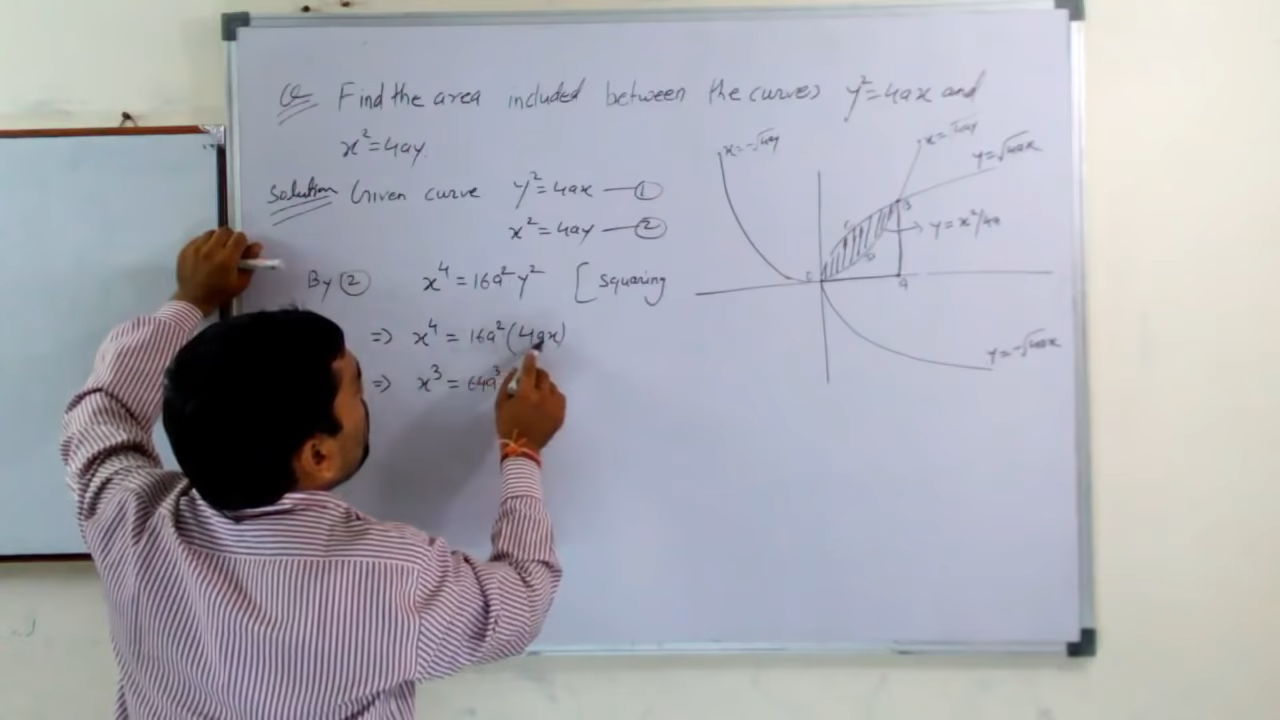 Q Find the area included between the curves y²=4ax and
x²=4ay.
Solution Given curve y²=4ax —①
x²=4ay —②
By ② x⁴=16a²y² [squaring
=> x⁴=16a²(4ax)
=> x³=64a³
x=-√4ay
x=√4ay
y=√4ax
B
y=x²/4a
D
A
y=-√4ax